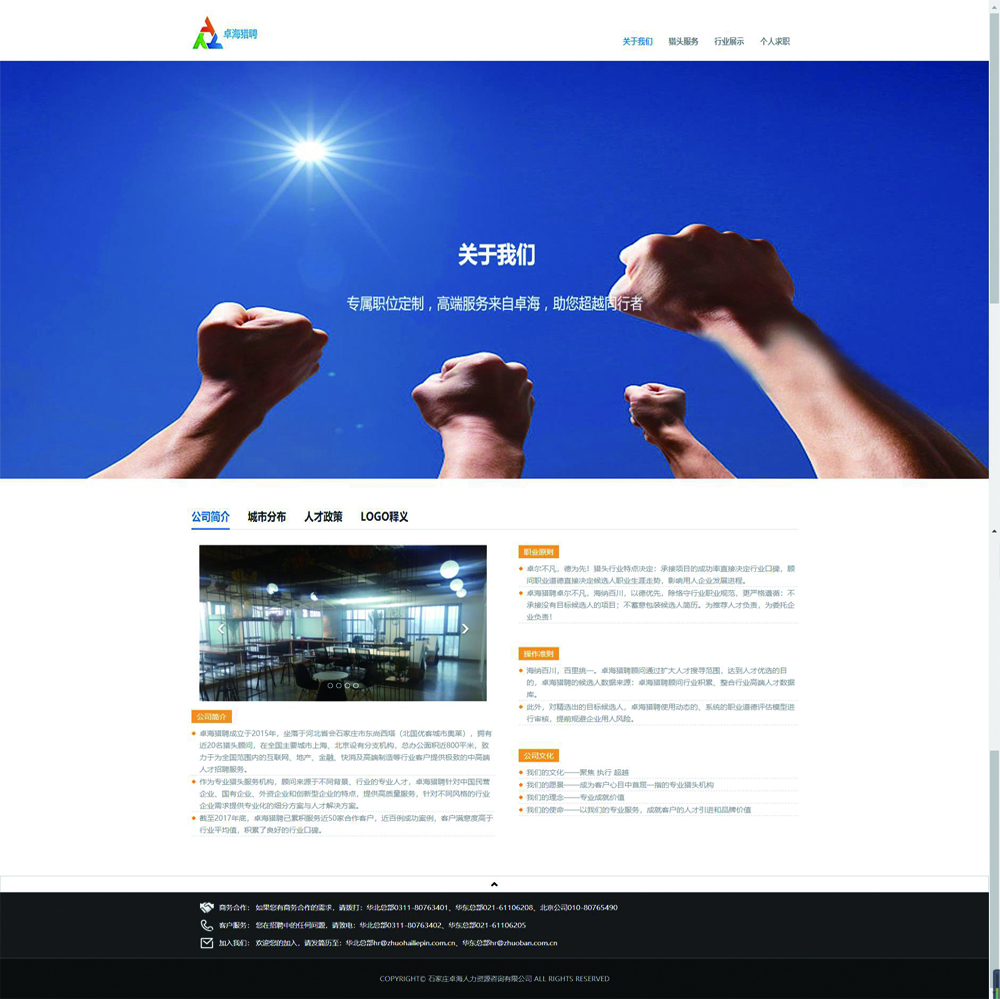 卓海猎聘
关于我们 猎头服务 行业展示 个人求职
关于我们
专属职位定制，高端服务来自卓海，助您超越同行者
公司简介 城市分布 人才政策 LOGO释义
公司简介
卓海猎聘成立于2015年，坐落于河北省会石家庄市东尚西塔（北国优客城市奥莱），拥有
近20名猎头顾问，在全国主要城市上海、北京设有分支机构，总办公面积近800平米，致
力于为全国范围内的互联网、地产、金融、快消及高端制造等行业客户提供极致的中高端
人才招聘服务。
作为专业猎头服务机构，顾问来源于不同背景、行业的专业人才，卓海猎聘针对中国民营
企业、国有企业、外资企业和创新型企业的特点，提供高质量服务，针对不同风格的行业
企业需求提供专业化的细分方案与人才解决方案。
截至2017年底，卓海猎聘已累积服务近50家合作客户，近百例成功案例，客户满意度高于
行业平均值，积累了良好的行业口碑。
职业原则
卓尔不凡，德为先！猎头行业特点决定：承接项目的成功率直接决定行业口碑，顾
问职业道德直接决定候选人职业生涯走势，影响用人企业发展进程。
卓海猎聘卓尔不凡，海纳百川，以德优先，除恪守行业职业规范，更严格遵循：不
承接没有目标候选人的项目；不蓄意包装候选人简历。为推荐人才负责，为委托企
业负责！
操作准则
海纳百川，百里挑一。卓海猎聘顾问通过扩大人才搜寻范围，达到人才优选的目
的，卓海猎聘的候选人数据来源：卓海猎聘顾问行业积累、整合行业高端人才数据
库。
此外，对甄选出的目标候选人，卓海猎聘使用动态的、系统的职业道德评估模型进
行审核，提前规避企业用人风险。
公司文化
我们的文化——聚焦 执行 超越
我们的愿景——成为客户心目中首屈一指的专业猎头机构
我们的理念——专业成就价值
我们的使命——以我们的专业服务，成就客户的人才引进和品牌价值
商务合作： 如果您有商务合作的需求，请拨打：华北总部0311-80763401、华东总部021-61106208、北京公司010-80765490
客户服务： 您在招聘中的任何问题，请致电：华北总部0311-80763402、华东总部021-61106205
加入我们： 欢迎您的加入，请发简历至：华北总部hr@zhuohailiepin.com.cn、华东总部hr@zhuoban.com.cn
COPYRIGHT© 石家庄卓海人力资源咨询有限公司 ALL RIGHTS RESERVED